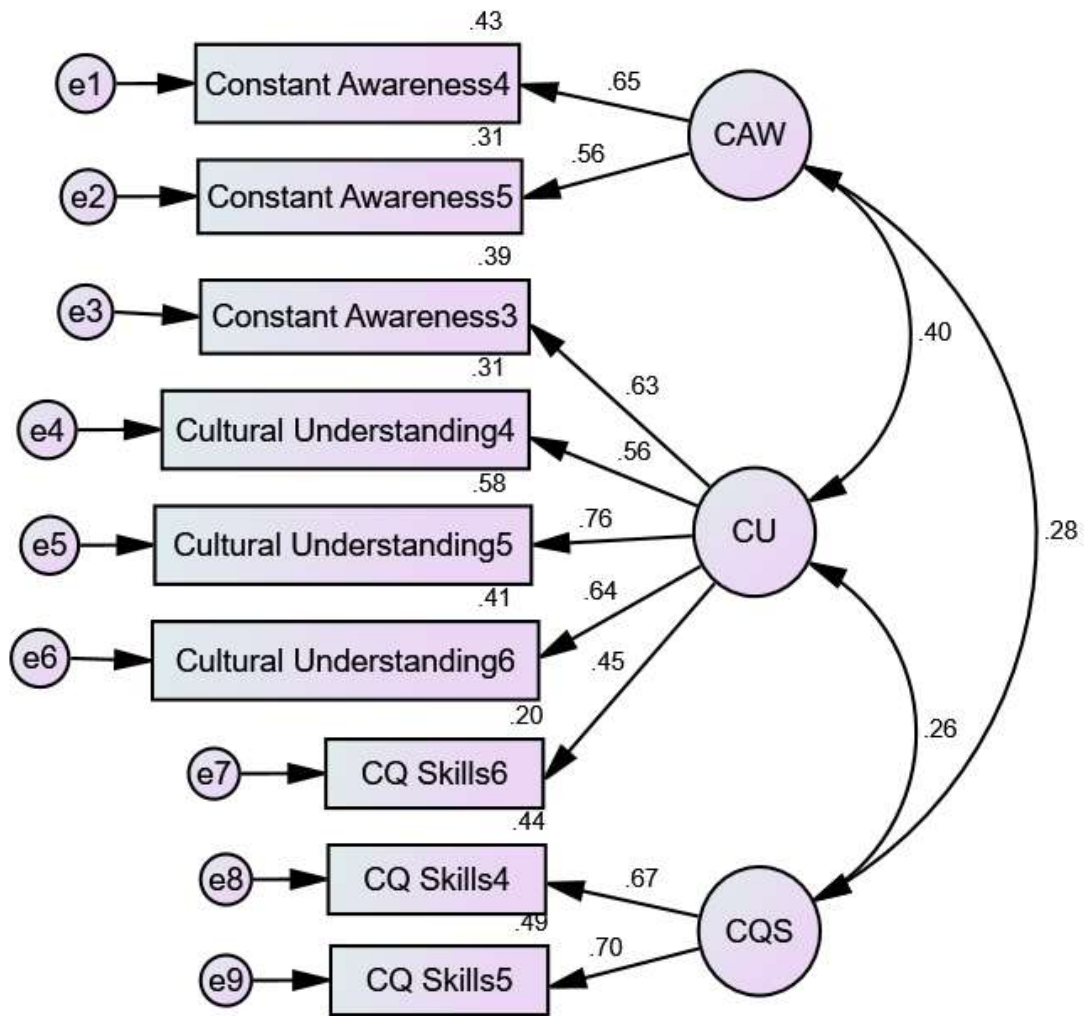 .43
e1
Constant Awareness4
.65
CAW
.31
e2
Constant Awareness5
.56
.39
e3
Constant Awareness3
.40
.31
.63
e4
Cultural Understanding4
.56
.58
e5
Cultural Understanding5
.76
CU
.28
.41
e6
Cultural Understanding6
.64
.45
.20
e7
CQ Skills6
.26
.44
e8
CQ Skills4
.67
.49
CQS
e9
CQ Skills5
.70